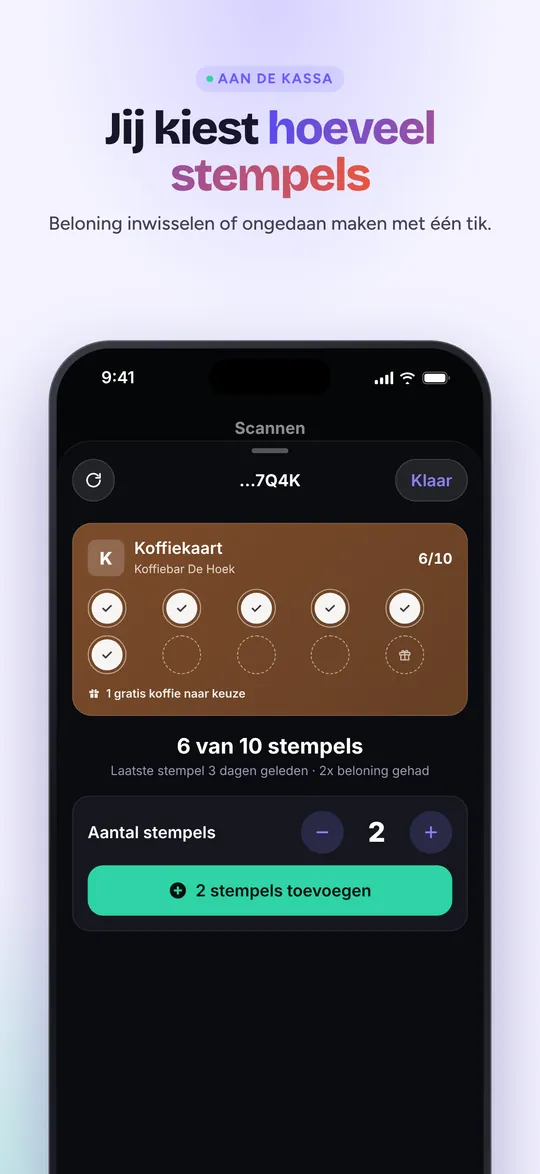 AAN DE KASSA
Jij kiest hoeveel
stempels
Beloning inwisselen of ongedaan maken met één tik.
9:41
Scannen
...7Q4K
Klaar
K
Koffiekaart
Koffiebar De Hoek
6/10
1 gratis koffie naar keuze
6 van 10 stempels
Laatste stempel 3 dagen geleden · 2x beloning gehad
Aantal stempels
− 2 +
2 stempels toevoegen